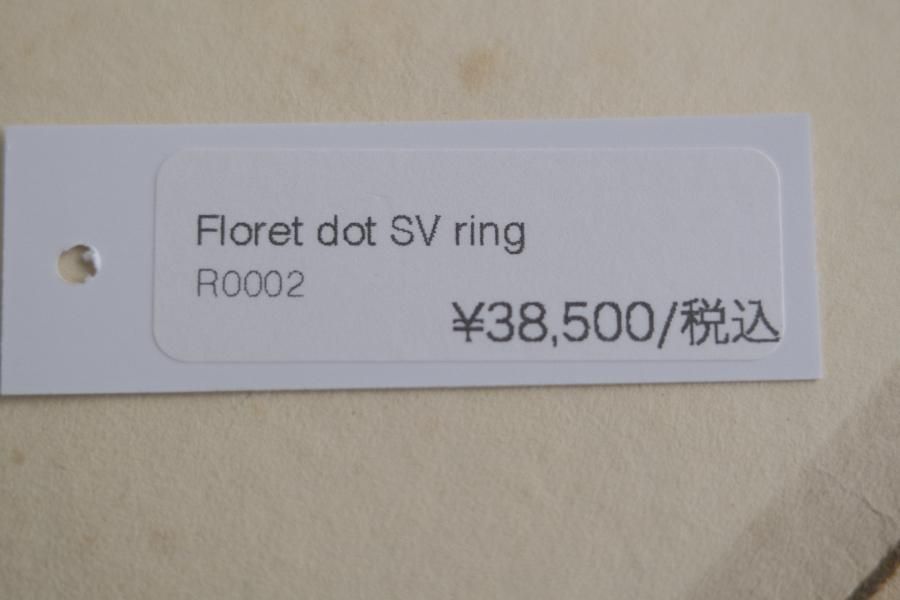 Floret dot SV ring
R0002
¥38,500/税込